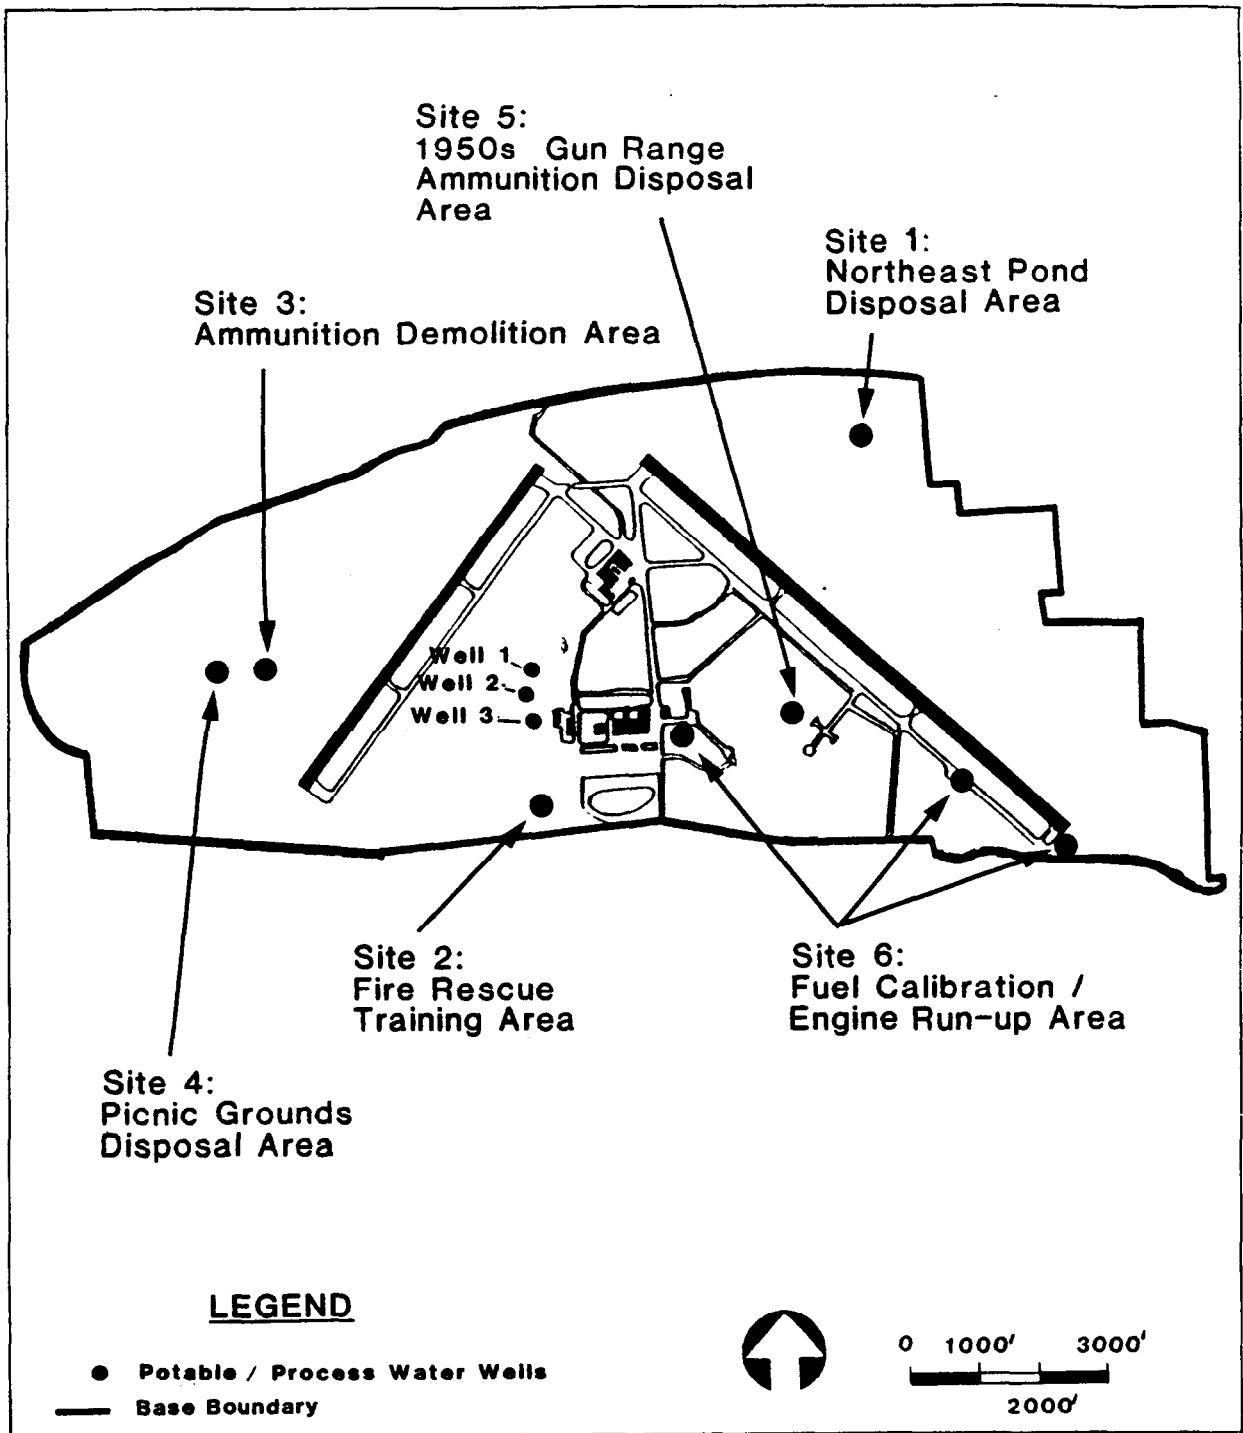 Site 5:
1950s Gun Range
Ammunition Disposal
Area
Site 1:
Northeast Pond
Disposal Area
Site 3:
Ammunition Demolition Area
Well 1
Well 2
Well 3
Site 2:
Fire Rescue
Training Area
Site 6:
Fuel Calibration /
Engine Run-up Area
Site 4:
Picnic Grounds
Disposal Area
LEGEND
Potable / Process Water Wells
Base Boundary
0 1000' 3000'
2000'